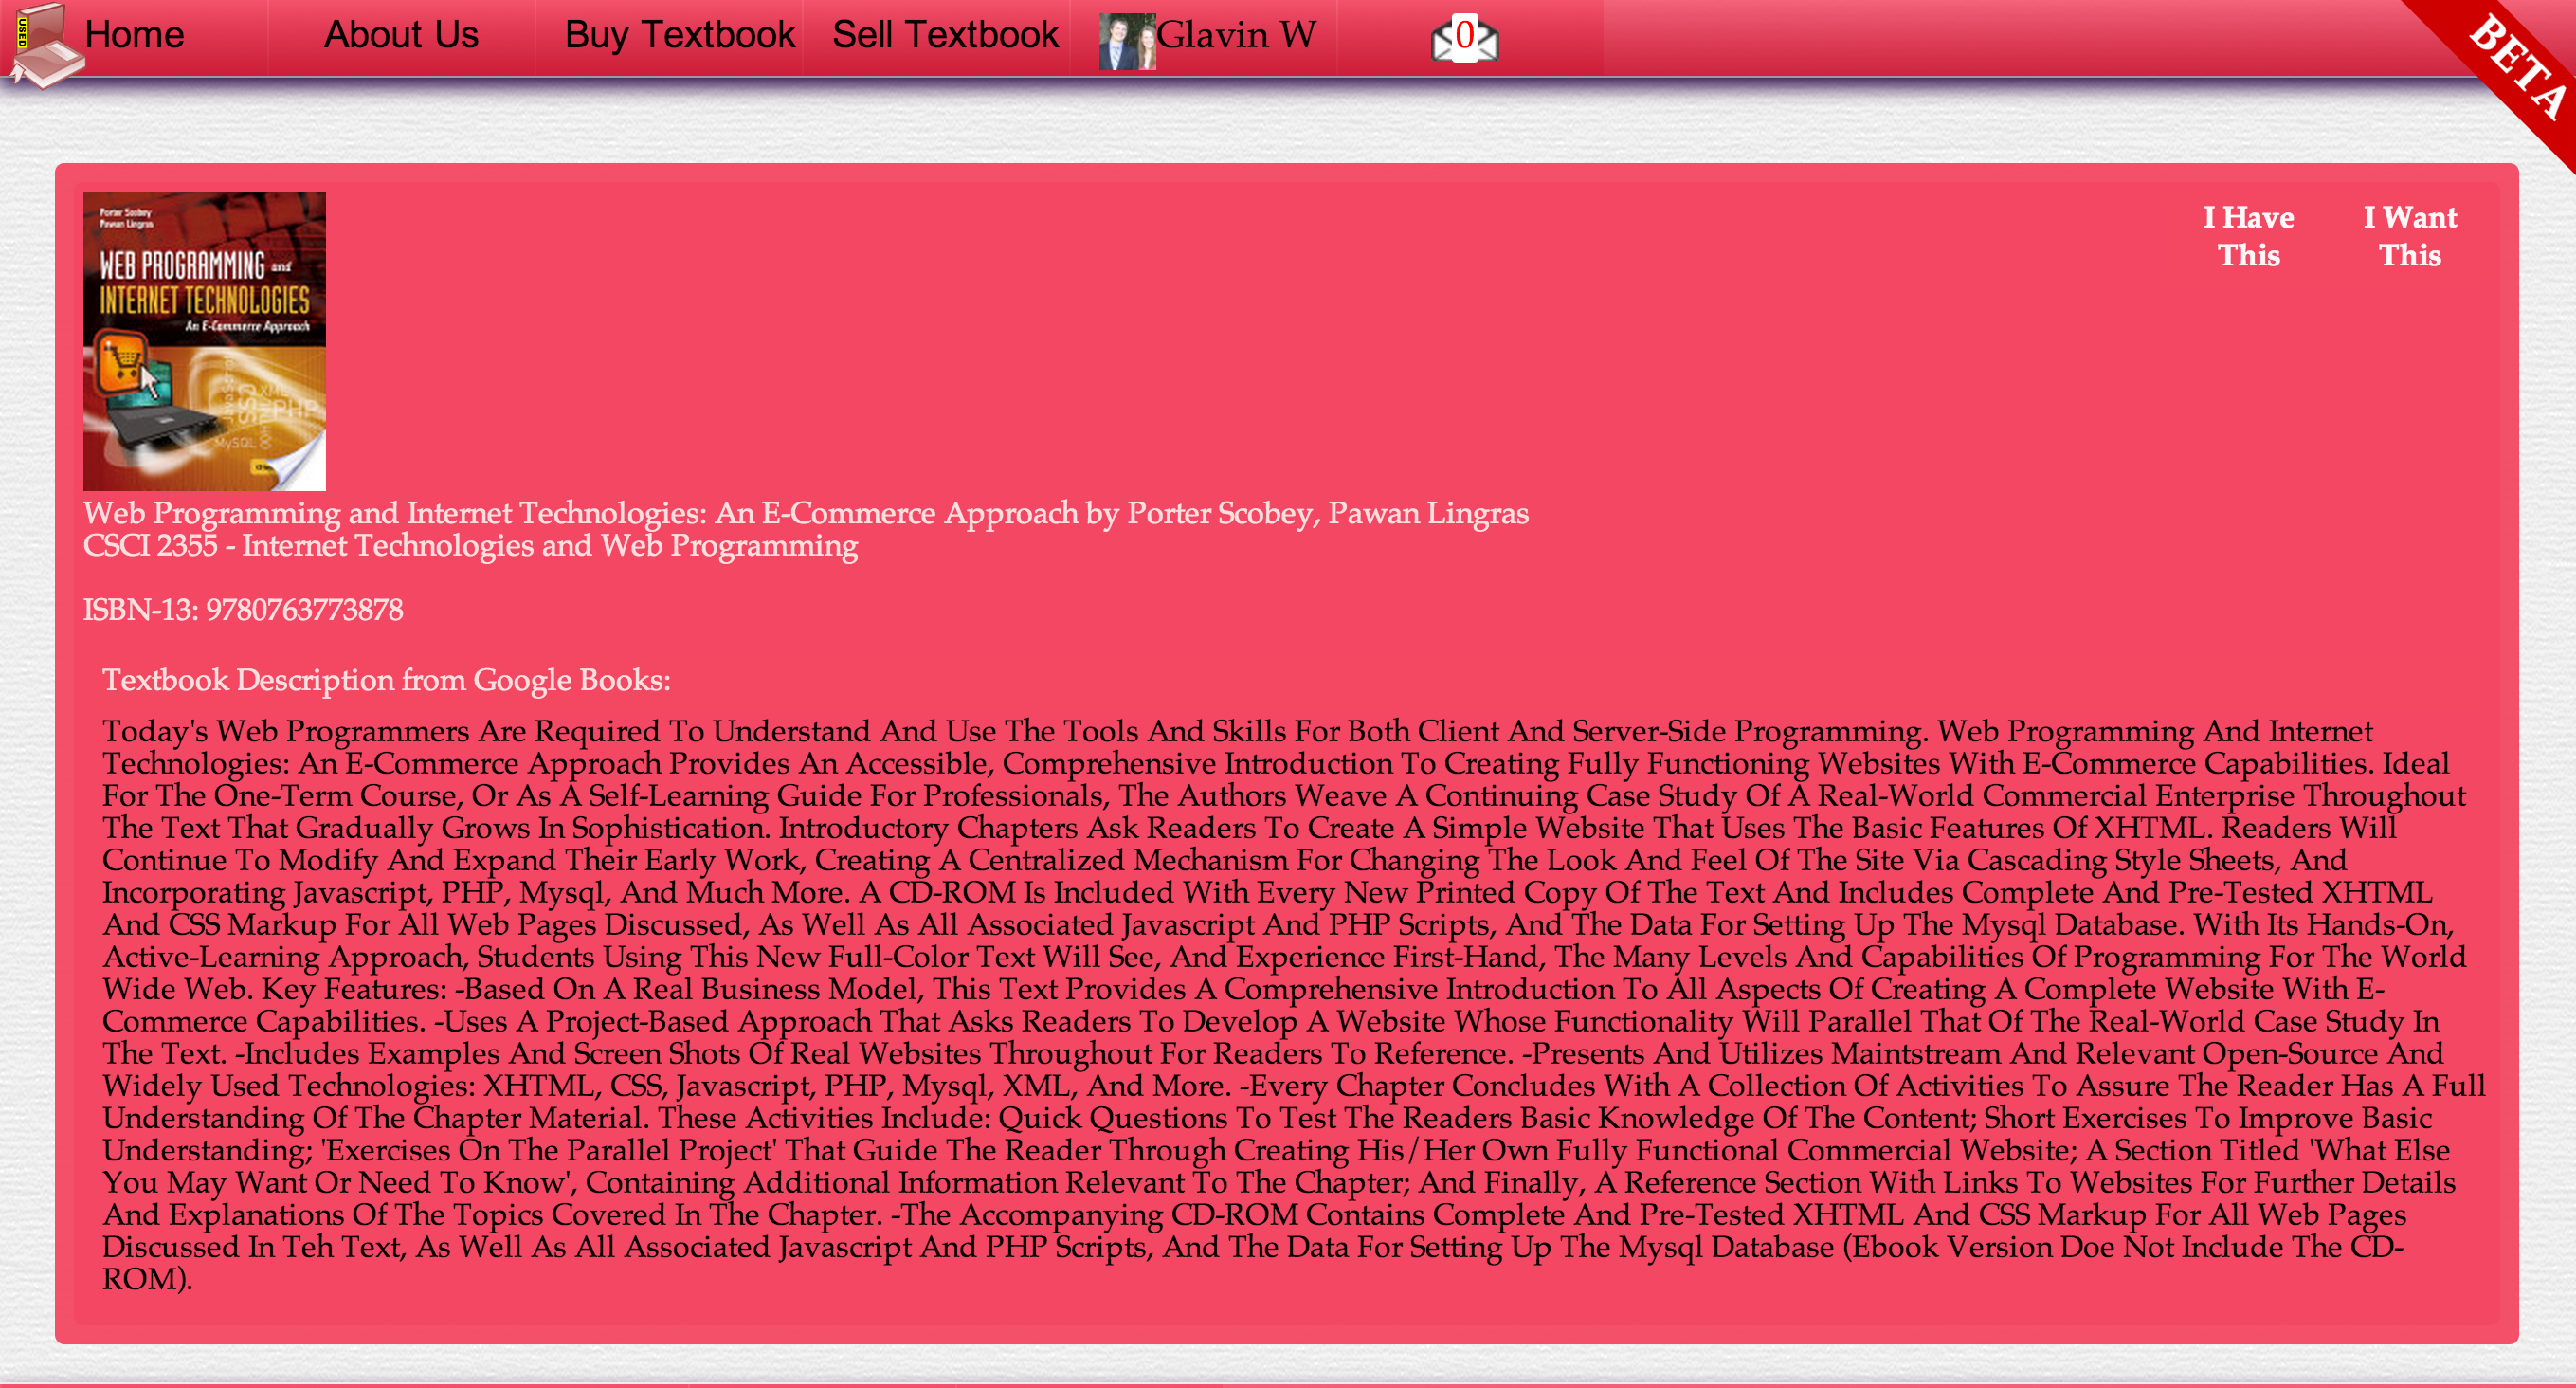 USED
Home
About Us
Buy Textbook
Sell Textbook
Glavin W
0
BETA
Porter Scobey
Pawan Lingras
WEB PROGRAMMING and
INTERNET TECHNOLOGIES
An E-Commerce Approach
PHP
MySQL
I Have
This
I Want
This
Web Programming and Internet Technologies: An E-Commerce Approach by Porter Scobey, Pawan Lingras
CSCI 2355 - Internet Technologies and Web Programming
ISBN-13: 9780763773878
Textbook Description from Google Books:
Today's Web Programmers Are Required To Understand And Use The Tools And Skills For Both Client And Server-Side Programming. Web Programming And Internet
Technologies: An E-Commerce Approach Provides An Accessible, Comprehensive Introduction To Creating Fully Functioning Websites With E-Commerce Capabilities. Ideal
For The One-Term Course, Or As A Self-Learning Guide For Professionals, The Authors Weave A Continuing Case Study Of A Real-World Commercial Enterprise Throughout
The Text That Gradually Grows In Sophistication. Introductory Chapters Ask Readers To Create A Simple Website That Uses The Basic Features Of XHTML. Readers Will
Continue To Modify And Expand Their Early Work, Creating A Centralized Mechanism For Changing The Look And Feel Of The Site Via Cascading Style Sheets, And
Incorporating Javascript, PHP, Mysql, And Much More. A CD-ROM Is Included With Every New Printed Copy Of The Text And Includes Complete And Pre-Tested XHTML
And CSS Markup For All Web Pages Discussed, As Well As All Associated Javascript And PHP Scripts, And The Data For Setting Up The Mysql Database. With Its Hands-On,
Active-Learning Approach, Students Using This New Full-Color Text Will See, And Experience First-Hand, The Many Levels And Capabilities Of Programming For The World
Wide Web. Key Features: -Based On A Real Business Model, This Text Provides A Comprehensive Introduction To All Aspects Of Creating A Complete Website With E-
Commerce Capabilities. -Uses A Project-Based Approach That Asks Readers To Develop A Website Whose Functionality Will Parallel That Of The Real-World Case Study In
The Text. -Includes Examples And Screen Shots Of Real Websites Throughout For Readers To Reference. -Presents And Utilizes Maintstream And Relevant Open-Source And
Widely Used Technologies: XHTML, CSS, Javascript, PHP, Mysql, XML, And More. -Every Chapter Concludes With A Collection Of Activities To Assure The Reader Has A Full
Understanding Of The Chapter Material. These Activities Include: Quick Questions To Test The Readers Basic Knowledge Of The Content; Short Exercises To Improve Basic
Understanding; 'Exercises On The Parallel Project' That Guide The Reader Through Creating His/Her Own Fully Functional Commercial Website; A Section Titled 'What Else
You May Want Or Need To Know', Containing Additional Information Relevant To The Chapter; And Finally, A Reference Section With Links To Websites For Further Details
And Explanations Of The Topics Covered In The Chapter. -The Accompanying CD-ROM Contains Complete And Pre-Tested XHTML And CSS Markup For All Web Pages
Discussed In Teh Text, As Well As All Associated Javascript And PHP Scripts, And The Data For Setting Up The Mysql Database (Ebook Version Doe Not Include The CD-
ROM).